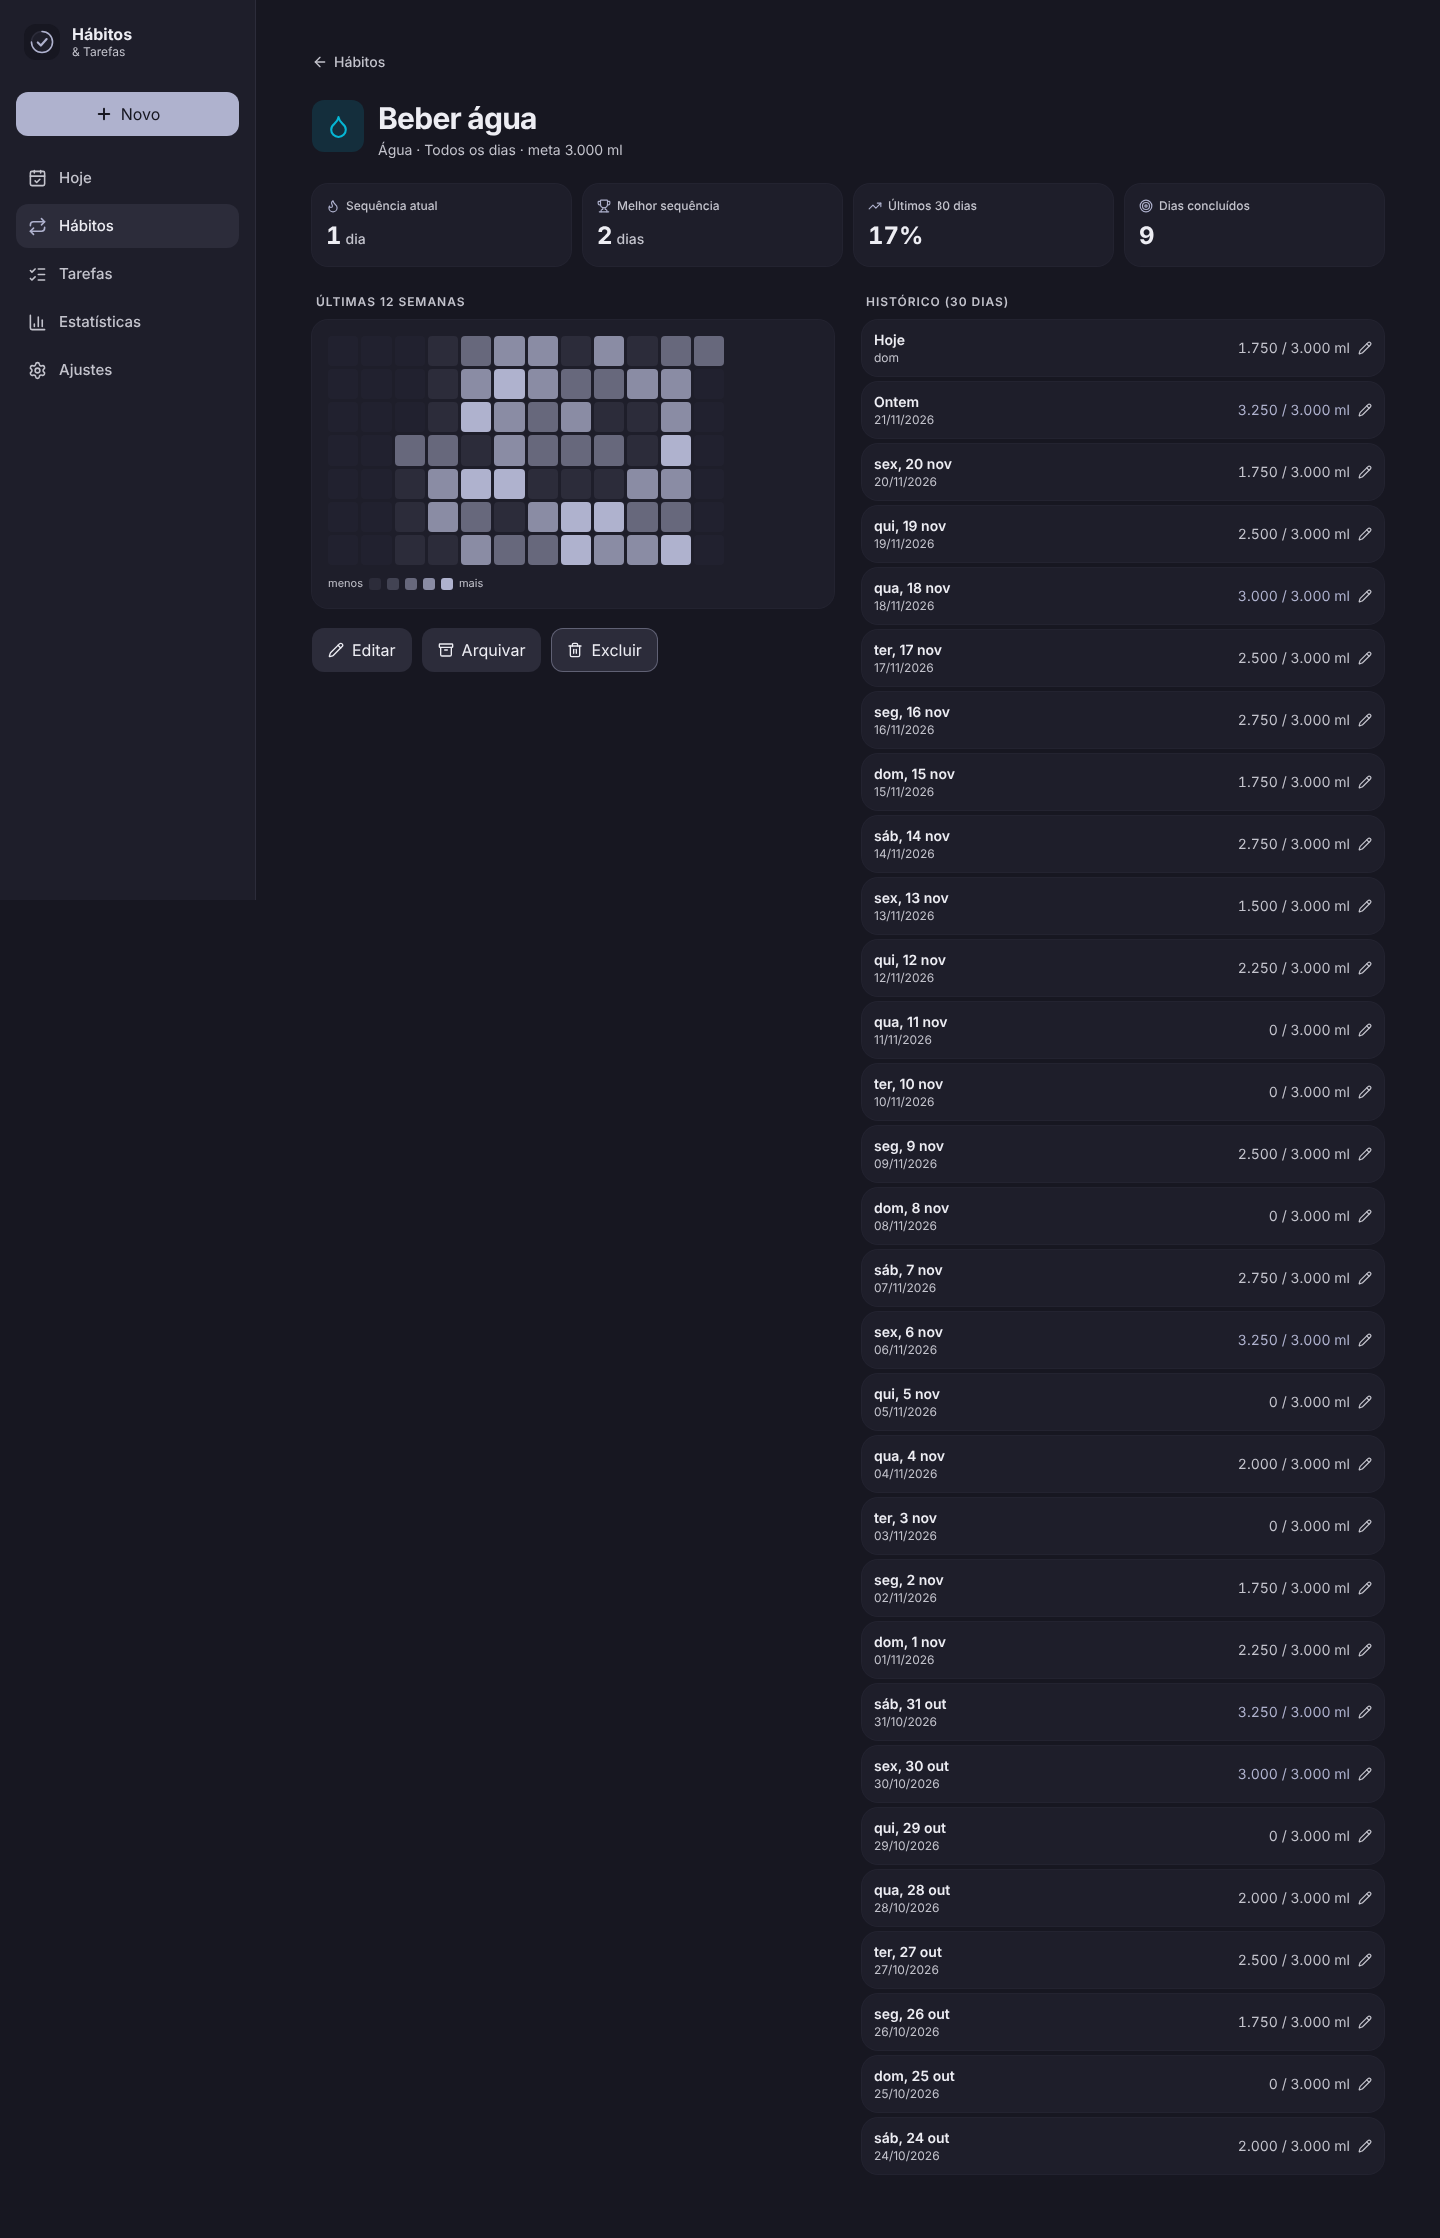 Hábitos
& Tarefas
Novo
Hoje
Hábitos
Tarefas
Estatísticas
Ajustes
Hábitos
Beber água
Água · Todos os dias · meta 3.000 ml
Sequência atual
1 dia
Melhor sequência
2 dias
Últimos 30 dias
17%
Dias concluídos
9
ÚLTIMAS 12 SEMANAS
menos mais
Editar
Arquivar
Excluir
HISTÓRICO (30 DIAS)
Hoje
dom
1.750 / 3.000 ml
Ontem
21/11/2026
3.250 / 3.000 ml
sex, 20 nov
20/11/2026
1.750 / 3.000 ml
qui, 19 nov
19/11/2026
2.500 / 3.000 ml
qua, 18 nov
18/11/2026
3.000 / 3.000 ml
ter, 17 nov
17/11/2026
2.500 / 3.000 ml
seg, 16 nov
16/11/2026
2.750 / 3.000 ml
dom, 15 nov
15/11/2026
1.750 / 3.000 ml
sáb, 14 nov
14/11/2026
2.750 / 3.000 ml
sex, 13 nov
13/11/2026
1.500 / 3.000 ml
qui, 12 nov
12/11/2026
2.250 / 3.000 ml
qua, 11 nov
11/11/2026
0 / 3.000 ml
ter, 10 nov
10/11/2026
0 / 3.000 ml
seg, 9 nov
09/11/2026
2.500 / 3.000 ml
dom, 8 nov
08/11/2026
0 / 3.000 ml
sáb, 7 nov
07/11/2026
2.750 / 3.000 ml
sex, 6 nov
06/11/2026
3.250 / 3.000 ml
qui, 5 nov
05/11/2026
0 / 3.000 ml
qua, 4 nov
04/11/2026
2.000 / 3.000 ml
ter, 3 nov
03/11/2026
0 / 3.000 ml
seg, 2 nov
02/11/2026
1.750 / 3.000 ml
dom, 1 nov
01/11/2026
2.250 / 3.000 ml
sáb, 31 out
31/10/2026
3.250 / 3.000 ml
sex, 30 out
30/10/2026
3.000 / 3.000 ml
qui, 29 out
29/10/2026
0 / 3.000 ml
qua, 28 out
28/10/2026
2.000 / 3.000 ml
ter, 27 out
27/10/2026
2.500 / 3.000 ml
seg, 26 out
26/10/2026
1.750 / 3.000 ml
dom, 25 out
25/10/2026
0 / 3.000 ml
sáb, 24 out
24/10/2026
2.000 / 3.000 ml